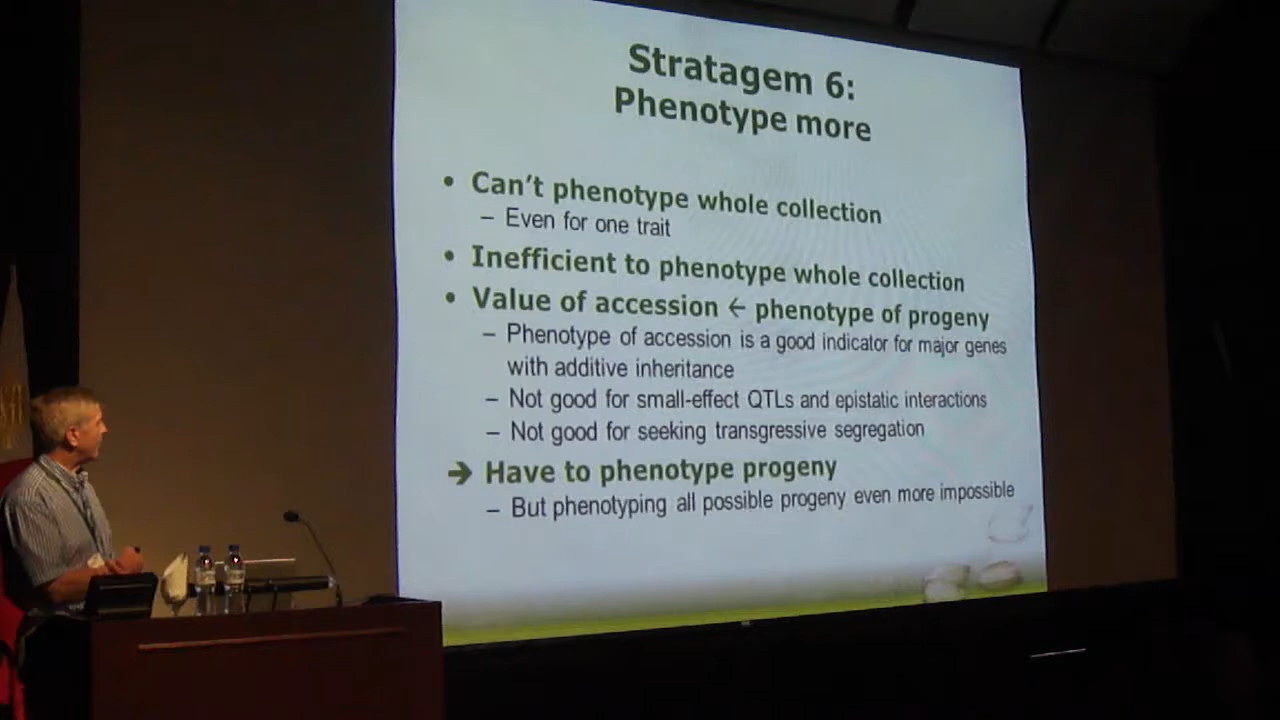 Stratagem 6:
Phenotype more
• Can't phenotype whole collection
– Even for one trait
• Inefficient to phenotype whole collection
• Value of accession ← phenotype of progeny
– Phenotype of accession is a good indicator for major genes
with additive inheritance
– Not good for small-effect QTLs and epistatic interactions
– Not good for seeking transgressive segregation
➔ Have to phenotype progeny
– But phenotyping all possible progeny even more impossible